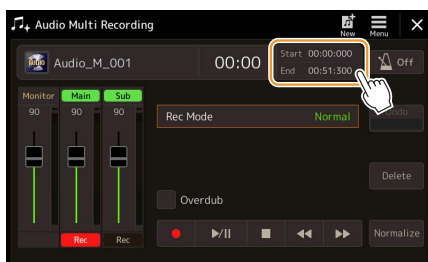 Audio Multi Recording
New
Menu
AUDIO
Audio_M_001
00:00
Start 00:00:000
End 00:51:300
Off
Monitor Main Sub
90 90 90
Rec Mode Normal
Undo
Delete
Overdub
Rec Rec
Normalize